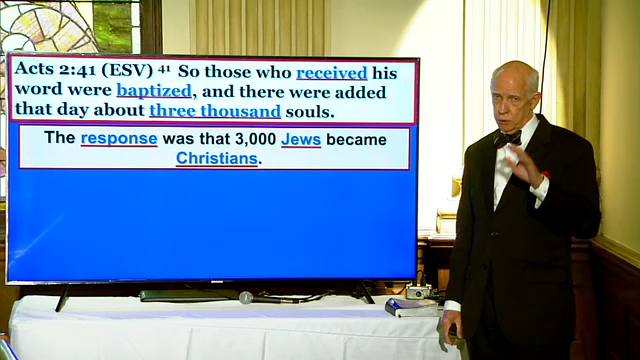 Acts 2:41 (ESV) 41 So those who received his
word were baptized, and there were added
that day about three thousand souls.
The response was that 3,000 Jews became
Christians.